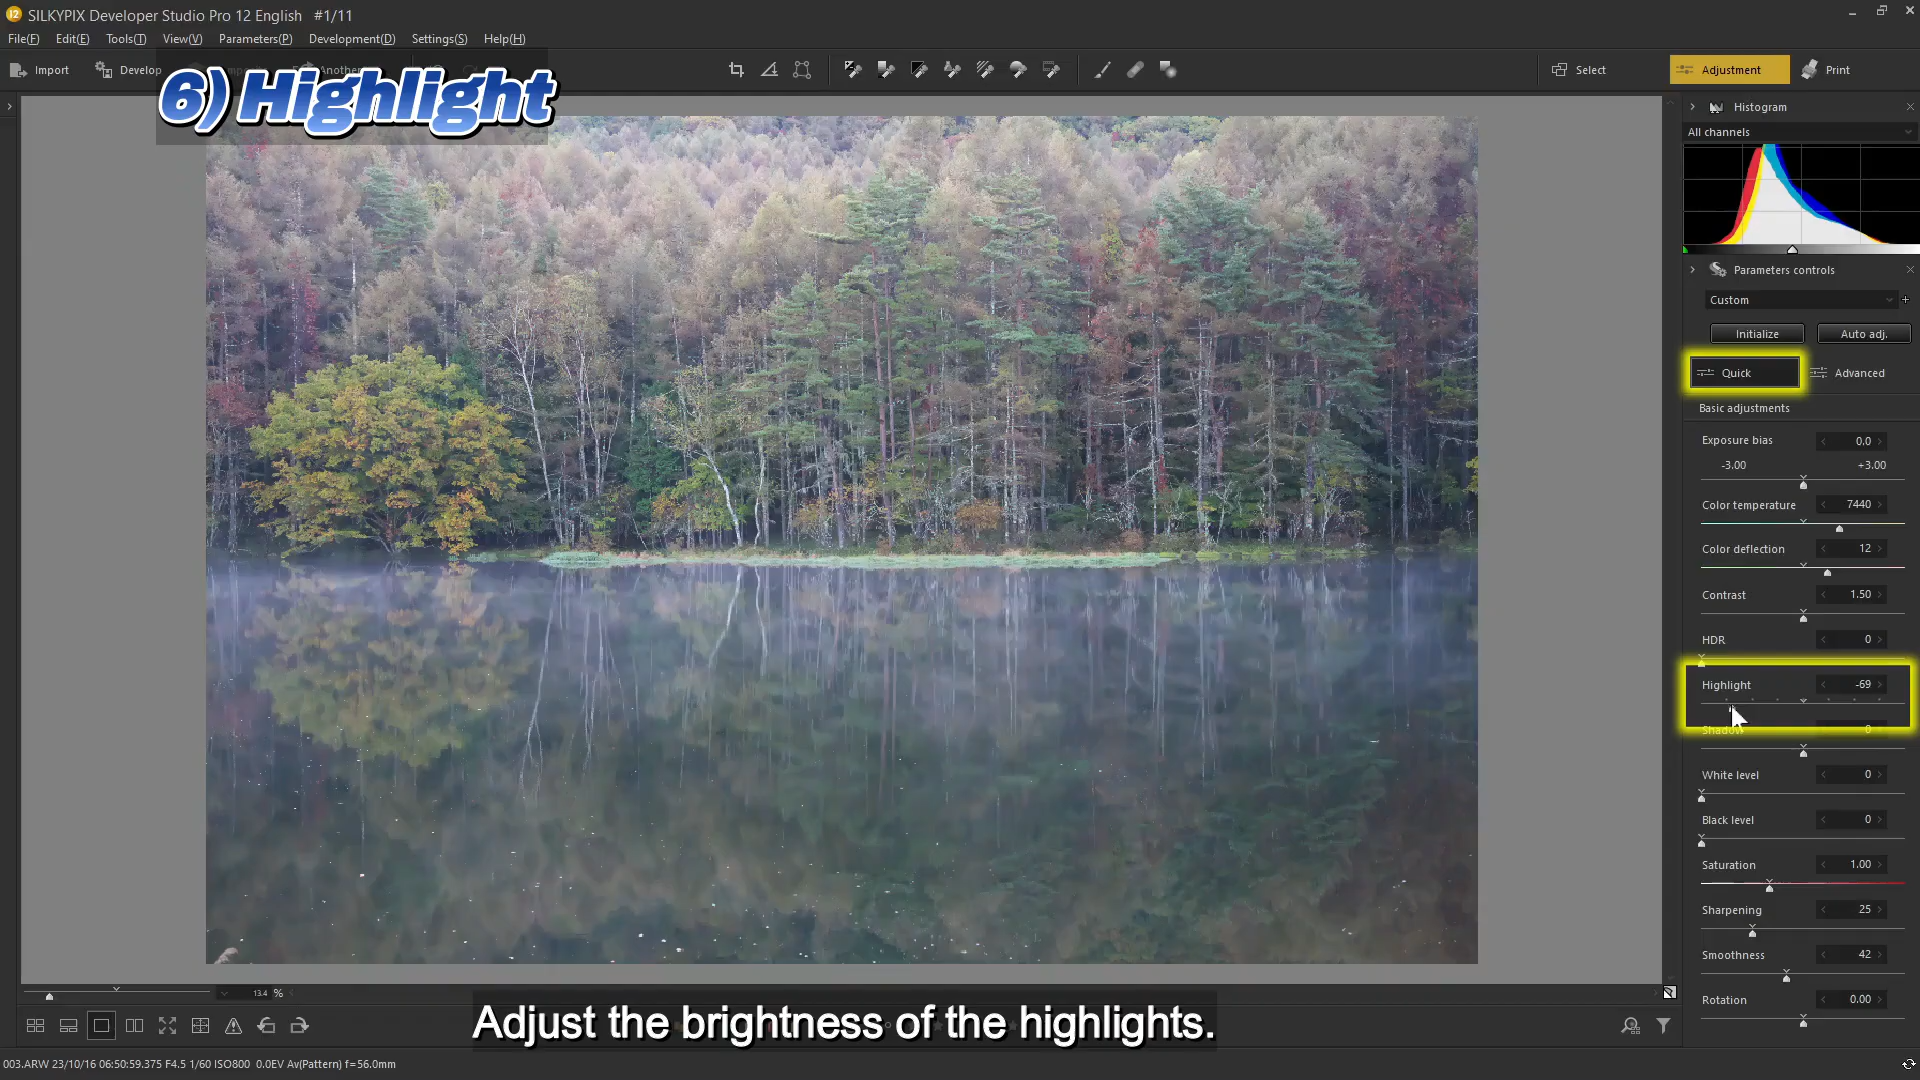 SILKYPIX Developer Studio Pro 12 English #1/11
File(F) Edit(E) Tools(T) View(V) Parameters(P) Development(D) Settings(S) Help(H)
Import Develop Another Select Adjustment Print
6) Highlight
Histogram
All channels
Parameters controls
Custom
Initialize Auto adj.
Quick Advanced
Basic adjustments
Exposure bias 0.0
-3.00 +3.00
Color temperature 7440
Color deflection 12
Contrast 1.50
HDR 0
Highlight -69
Shadow 0
White level 0
Black level 0
Saturation 1.00
Sharpening 25
Smoothness 42
Rotation 0.00
13.4 %
Adjust the brightness of the highlights.
003.ARW 23/10/16 06:50:59.375 F4.5 1/60 ISO800 0.0EV Av(Pattern) f=56.0mm